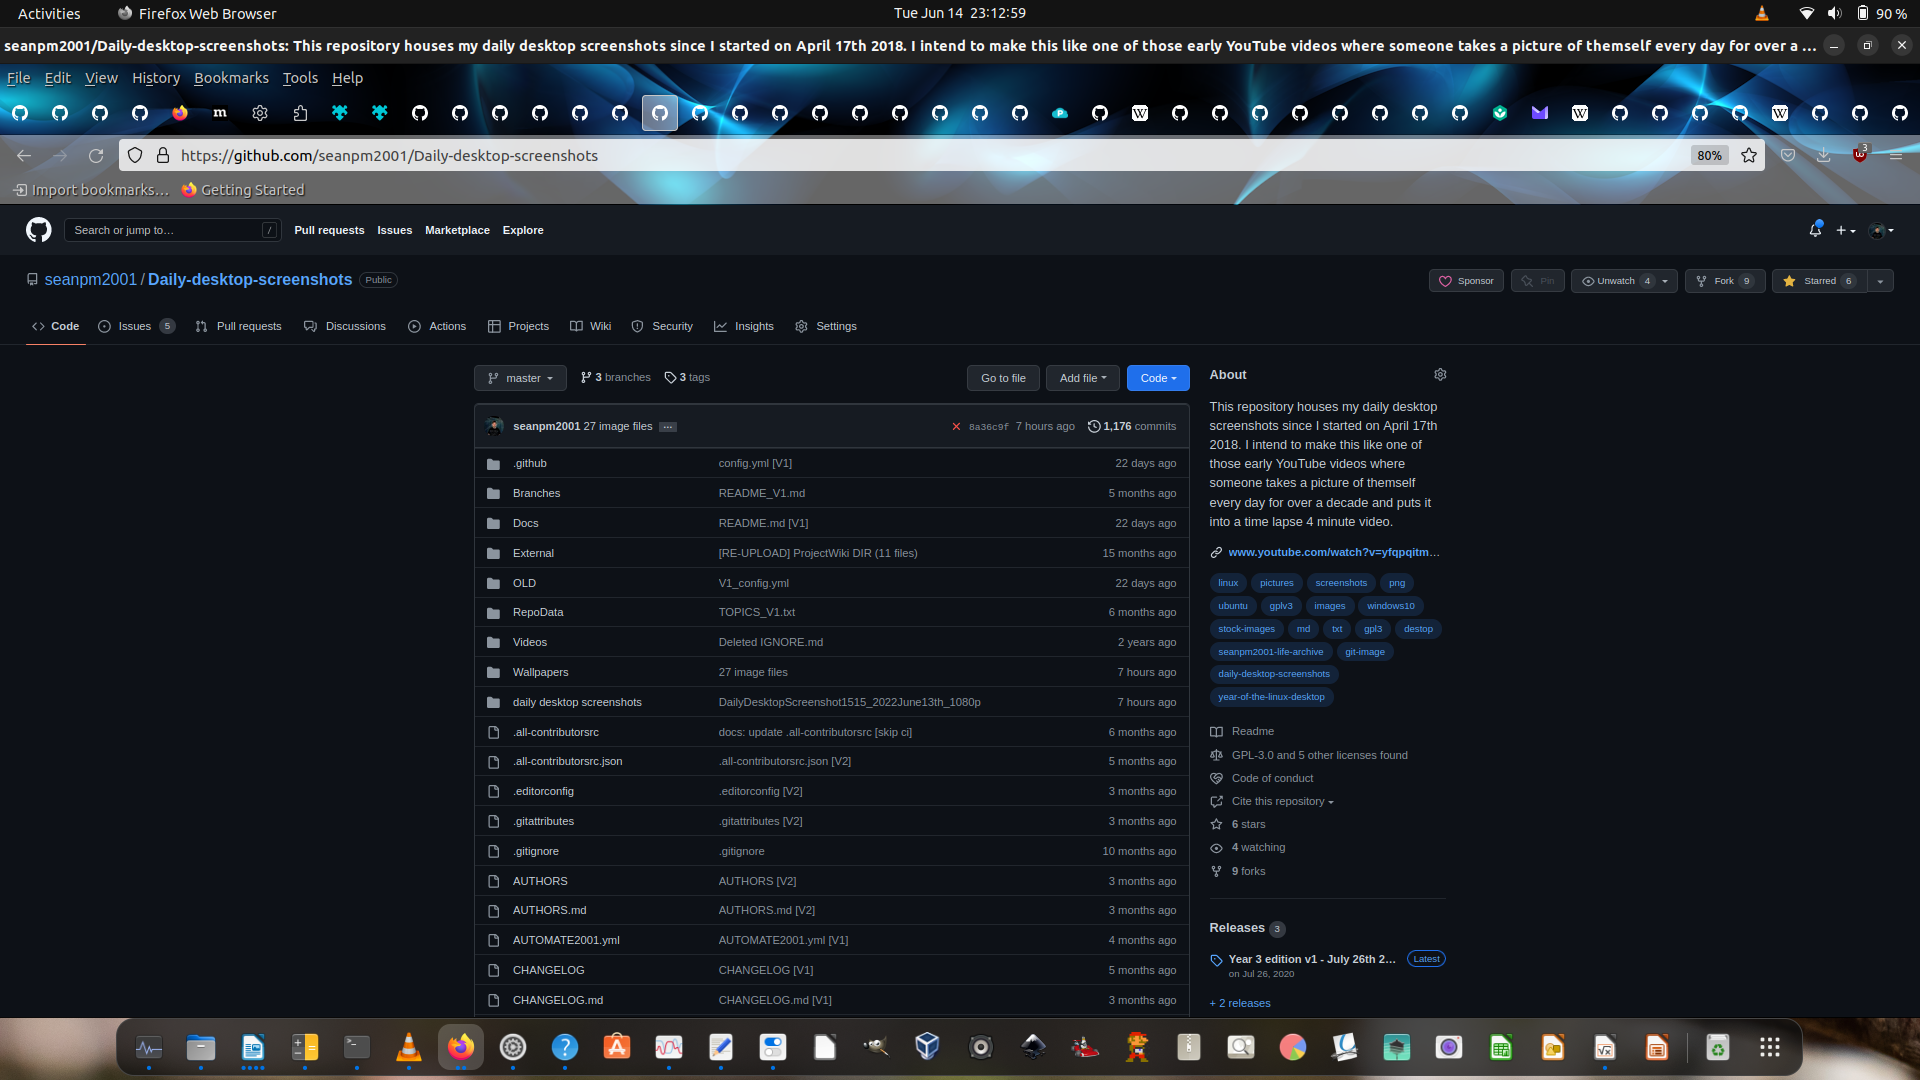 Activities Firefox Web Browser Tue Jun 14 23:12:59 90 %
seanpm2001/Daily-desktop-screenshots: This repository houses my daily desktop screenshots since I started on April 17th 2018. I intend to make this like one of those early YouTube videos where someone takes a picture of themself every day for over a ...
File Edit View History Bookmarks Tools Help
https://github.com/seanpm2001/Daily-desktop-screenshots 80% 3
Import bookmarks... Getting Started
Search or jump to... / Pull requests Issues Marketplace Explore
seanpm2001 / Daily-desktop-screenshots Public Sponsor Pin Unwatch 4 Fork 9 Starred 6
Code Issues 5 Pull requests Discussions Actions Projects Wiki Security Insights Settings
master 3 branches 3 tags Go to file Add file Code
seanpm2001 27 image files ... 8a36c9f 7 hours ago 1,176 commits
.github config.yml [V1] 22 days ago
Branches README_V1.md 5 months ago
Docs README.md [V1] 22 days ago
External [RE-UPLOAD] ProjectWiki DIR (11 files) 15 months ago
OLD V1_config.yml 22 days ago
RepoData TOPICS_V1.txt 6 months ago
Videos Deleted IGNORE.md 2 years ago
Wallpapers 27 image files 7 hours ago
daily desktop screenshots DailyDesktopScreenshot1515_2022June13th_1080p 7 hours ago
.all-contributorsrc docs: update .all-contributorsrc [skip ci] 6 months ago
.all-contributorsrc.json .all-contributorsrc.json [V2] 5 months ago
.editorconfig .editorconfig [V2] 3 months ago
.gitattributes .gitattributes [V2] 3 months ago
.gitignore .gitignore 10 months ago
AUTHORS AUTHORS [V2] 3 months ago
AUTHORS.md AUTHORS.md [V2] 3 months ago
AUTOMATE2001.yml AUTOMATE2001.yml [V1] 4 months ago
CHANGELOG CHANGELOG [V1] 5 months ago
CHANGELOG.md CHANGELOG.md [V1] 3 months ago
About
This repository houses my daily desktop
screenshots since I started on April 17th
2018. I intend to make this like one of
those early YouTube videos where
someone takes a picture of themself
every day for over a decade and puts it
into a time lapse 4 minute video.
www.youtube.com/watch?v=yfqpqitm...
linux pictures screenshots png
ubuntu gplv3 images windows10
stock-images md txt gpl3 destop
seanpm2001-life-archive git-image
daily-desktop-screenshots
year-of-the-linux-desktop
Readme
GPL-3.0 and 5 other licenses found
Code of conduct
Cite this repository
6 stars
4 watching
9 forks
Releases 3
Year 3 edition v1 - July 26th 2... Latest
on Jul 26, 2020
+ 2 releases